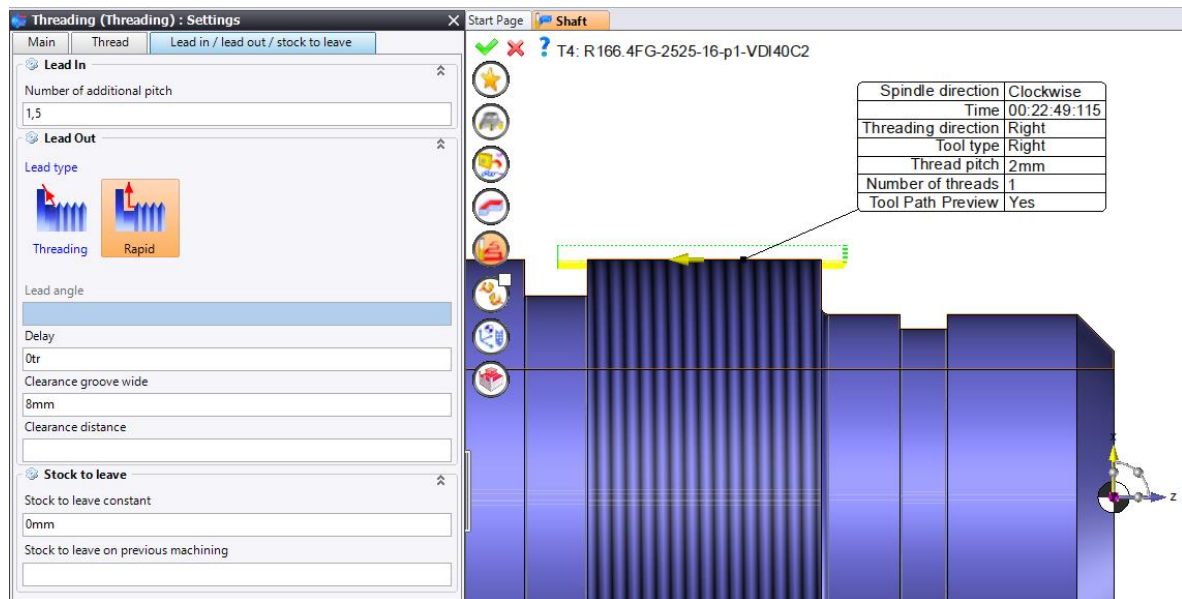 Threading (Threading) : Settings
Main Thread Lead in / lead out / stock to leave
Lead In
Number of additional pitch
1,5
Lead Out
Lead type
Threading Rapid
Lead angle
Delay
0tr
Clearance groove wide
8mm
Clearance distance
Stock to leave
Stock to leave constant
0mm
Stock to leave on previous machining
Start Page Shaft
? T4: R166.4FG-2525-16-p1-VDI40C2
Spindle direction Clockwise
Time 00:22:49:115
Threading direction Right
Tool type Right
Thread pitch 2mm
Number of threads 1
Tool Path Preview Yes
x
z